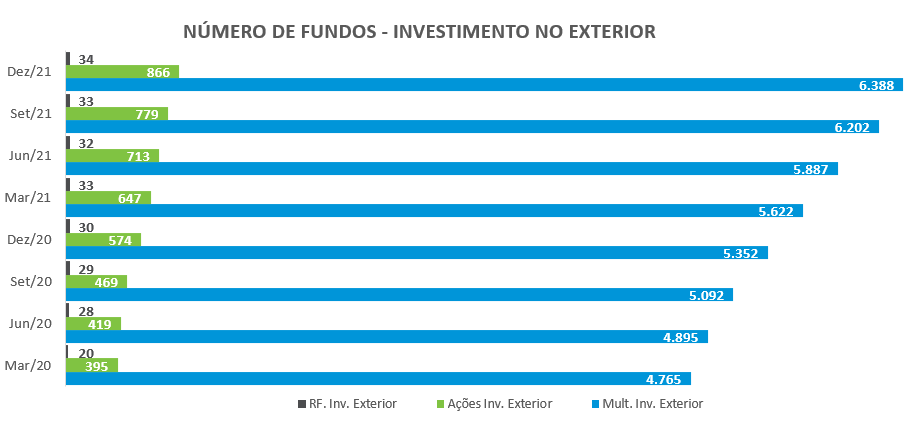 NÚMERO DE FUNDOS - INVESTIMENTO NO EXTERIOR
34
Dez/21 866
6.388
33
Set/21 779
6.202
32
Jun/21 713
5.887
33
Mar/21 647
5.622
30
Dez/20 574
5.352
29
Set/20 469
5.092
28
Jun/20 419
4.895
20
Mar/20 395
4.765
RF. Inv. Exterior Ações Inv. Exterior Mult. Inv. Exterior